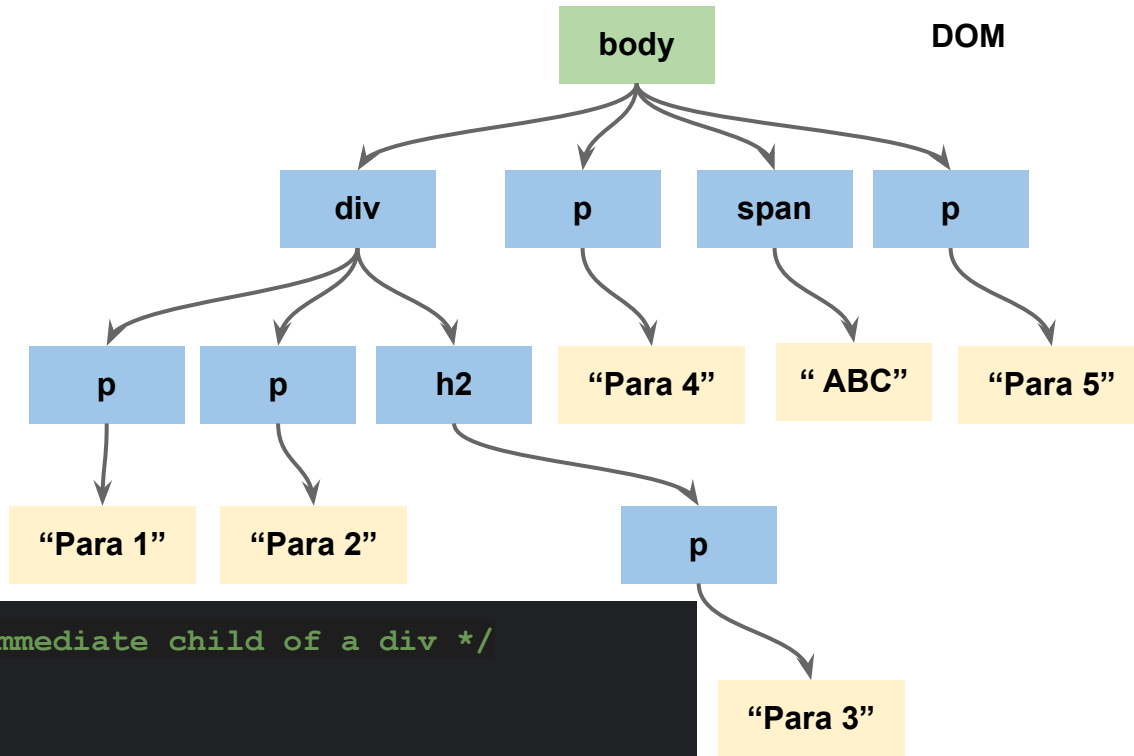 DOM
body
div
p
span
p
p
p
h2
“Para 4”
“ ABC”
“Para 5”
“Para 1”
“Para 2”
p
child of a div */
“Para 3”